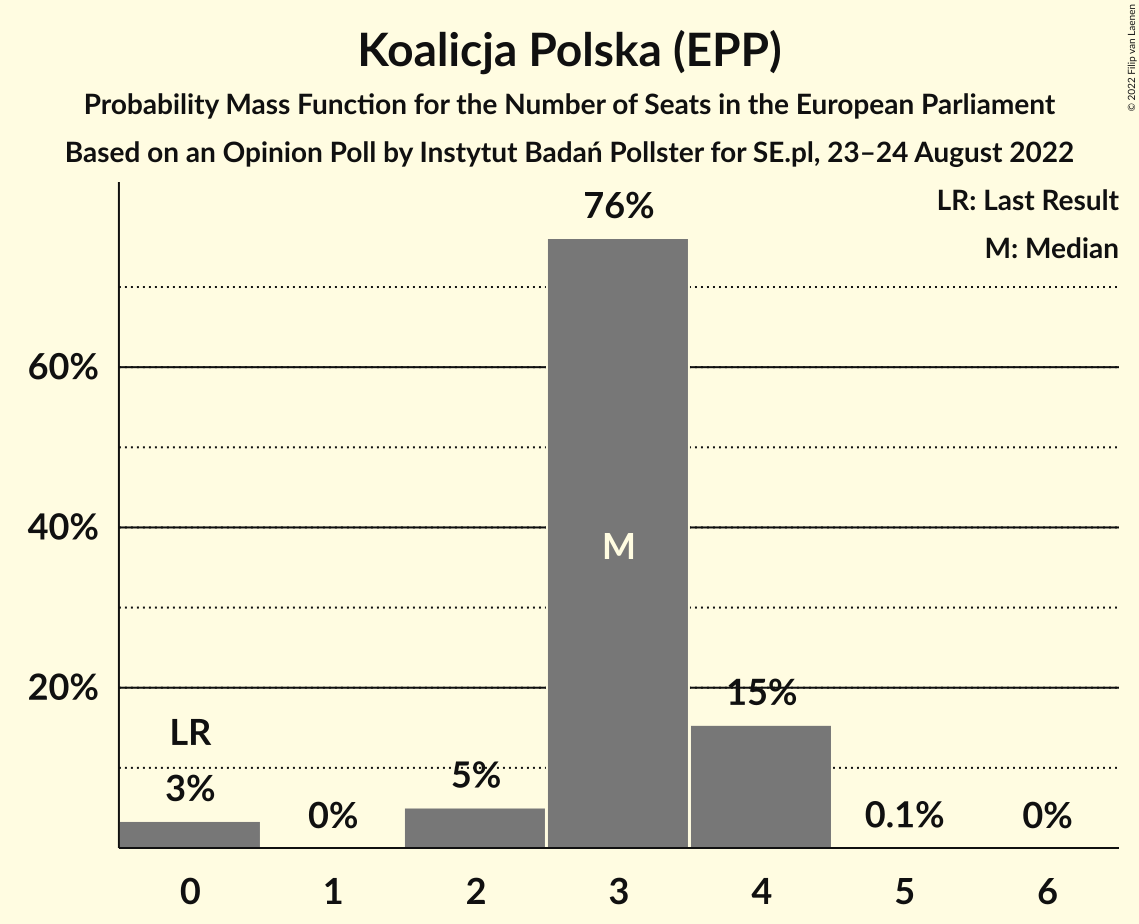 Koalicja Polska (EPP)
Probability Mass Function for the Number of Seats in the European Parliament
Based on an Opinion Poll by Instytut Badań Pollster for SE.pl, 23–24 August 2022
© 2022 Filip van Laenen
LR: Last Result
M: Median
76%
60%
40%
M
20%
15%
LR
5%
3%
0%
0.1%
0%
0 1 2 3 4 5 6